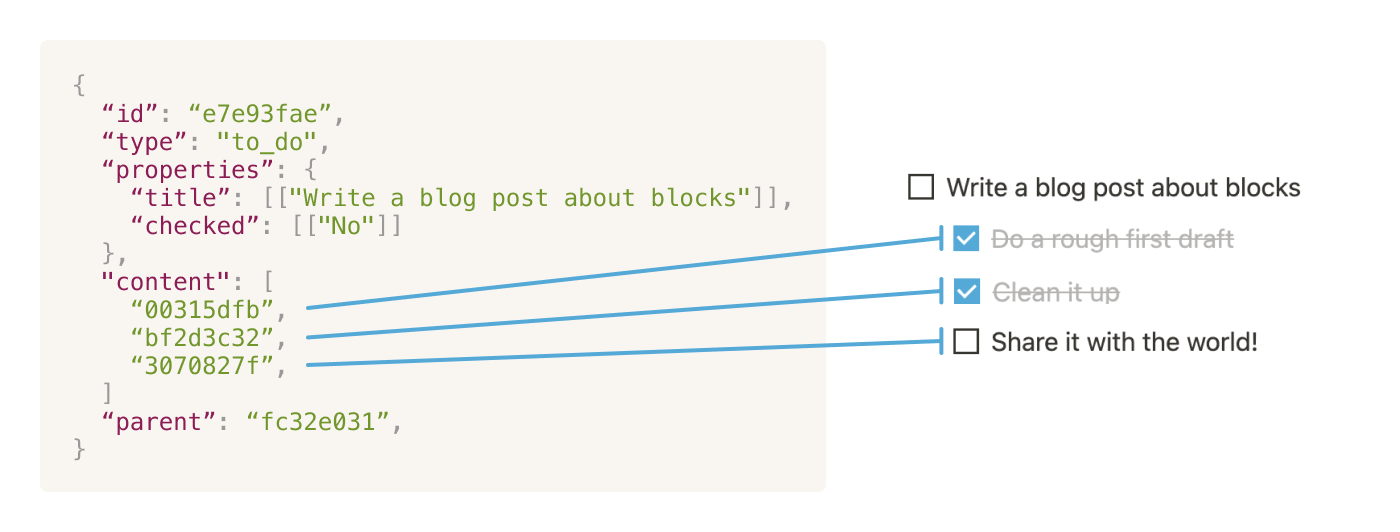 {
  “id”: “e7e93fae”,
  “type”: "to_do",
  “properties”: {
    “title”: [["Write a blog post about blocks"]],
    “checked”: [["No"]]
  },
  "content": [
    “00315dfb”,
    “bf2d3c32”,
    “3070827f”,
  ]
  “parent”: “fc32e031”,
}
Write a blog post about blocks
Do a rough first draft
Clean it up
Share it with the world!